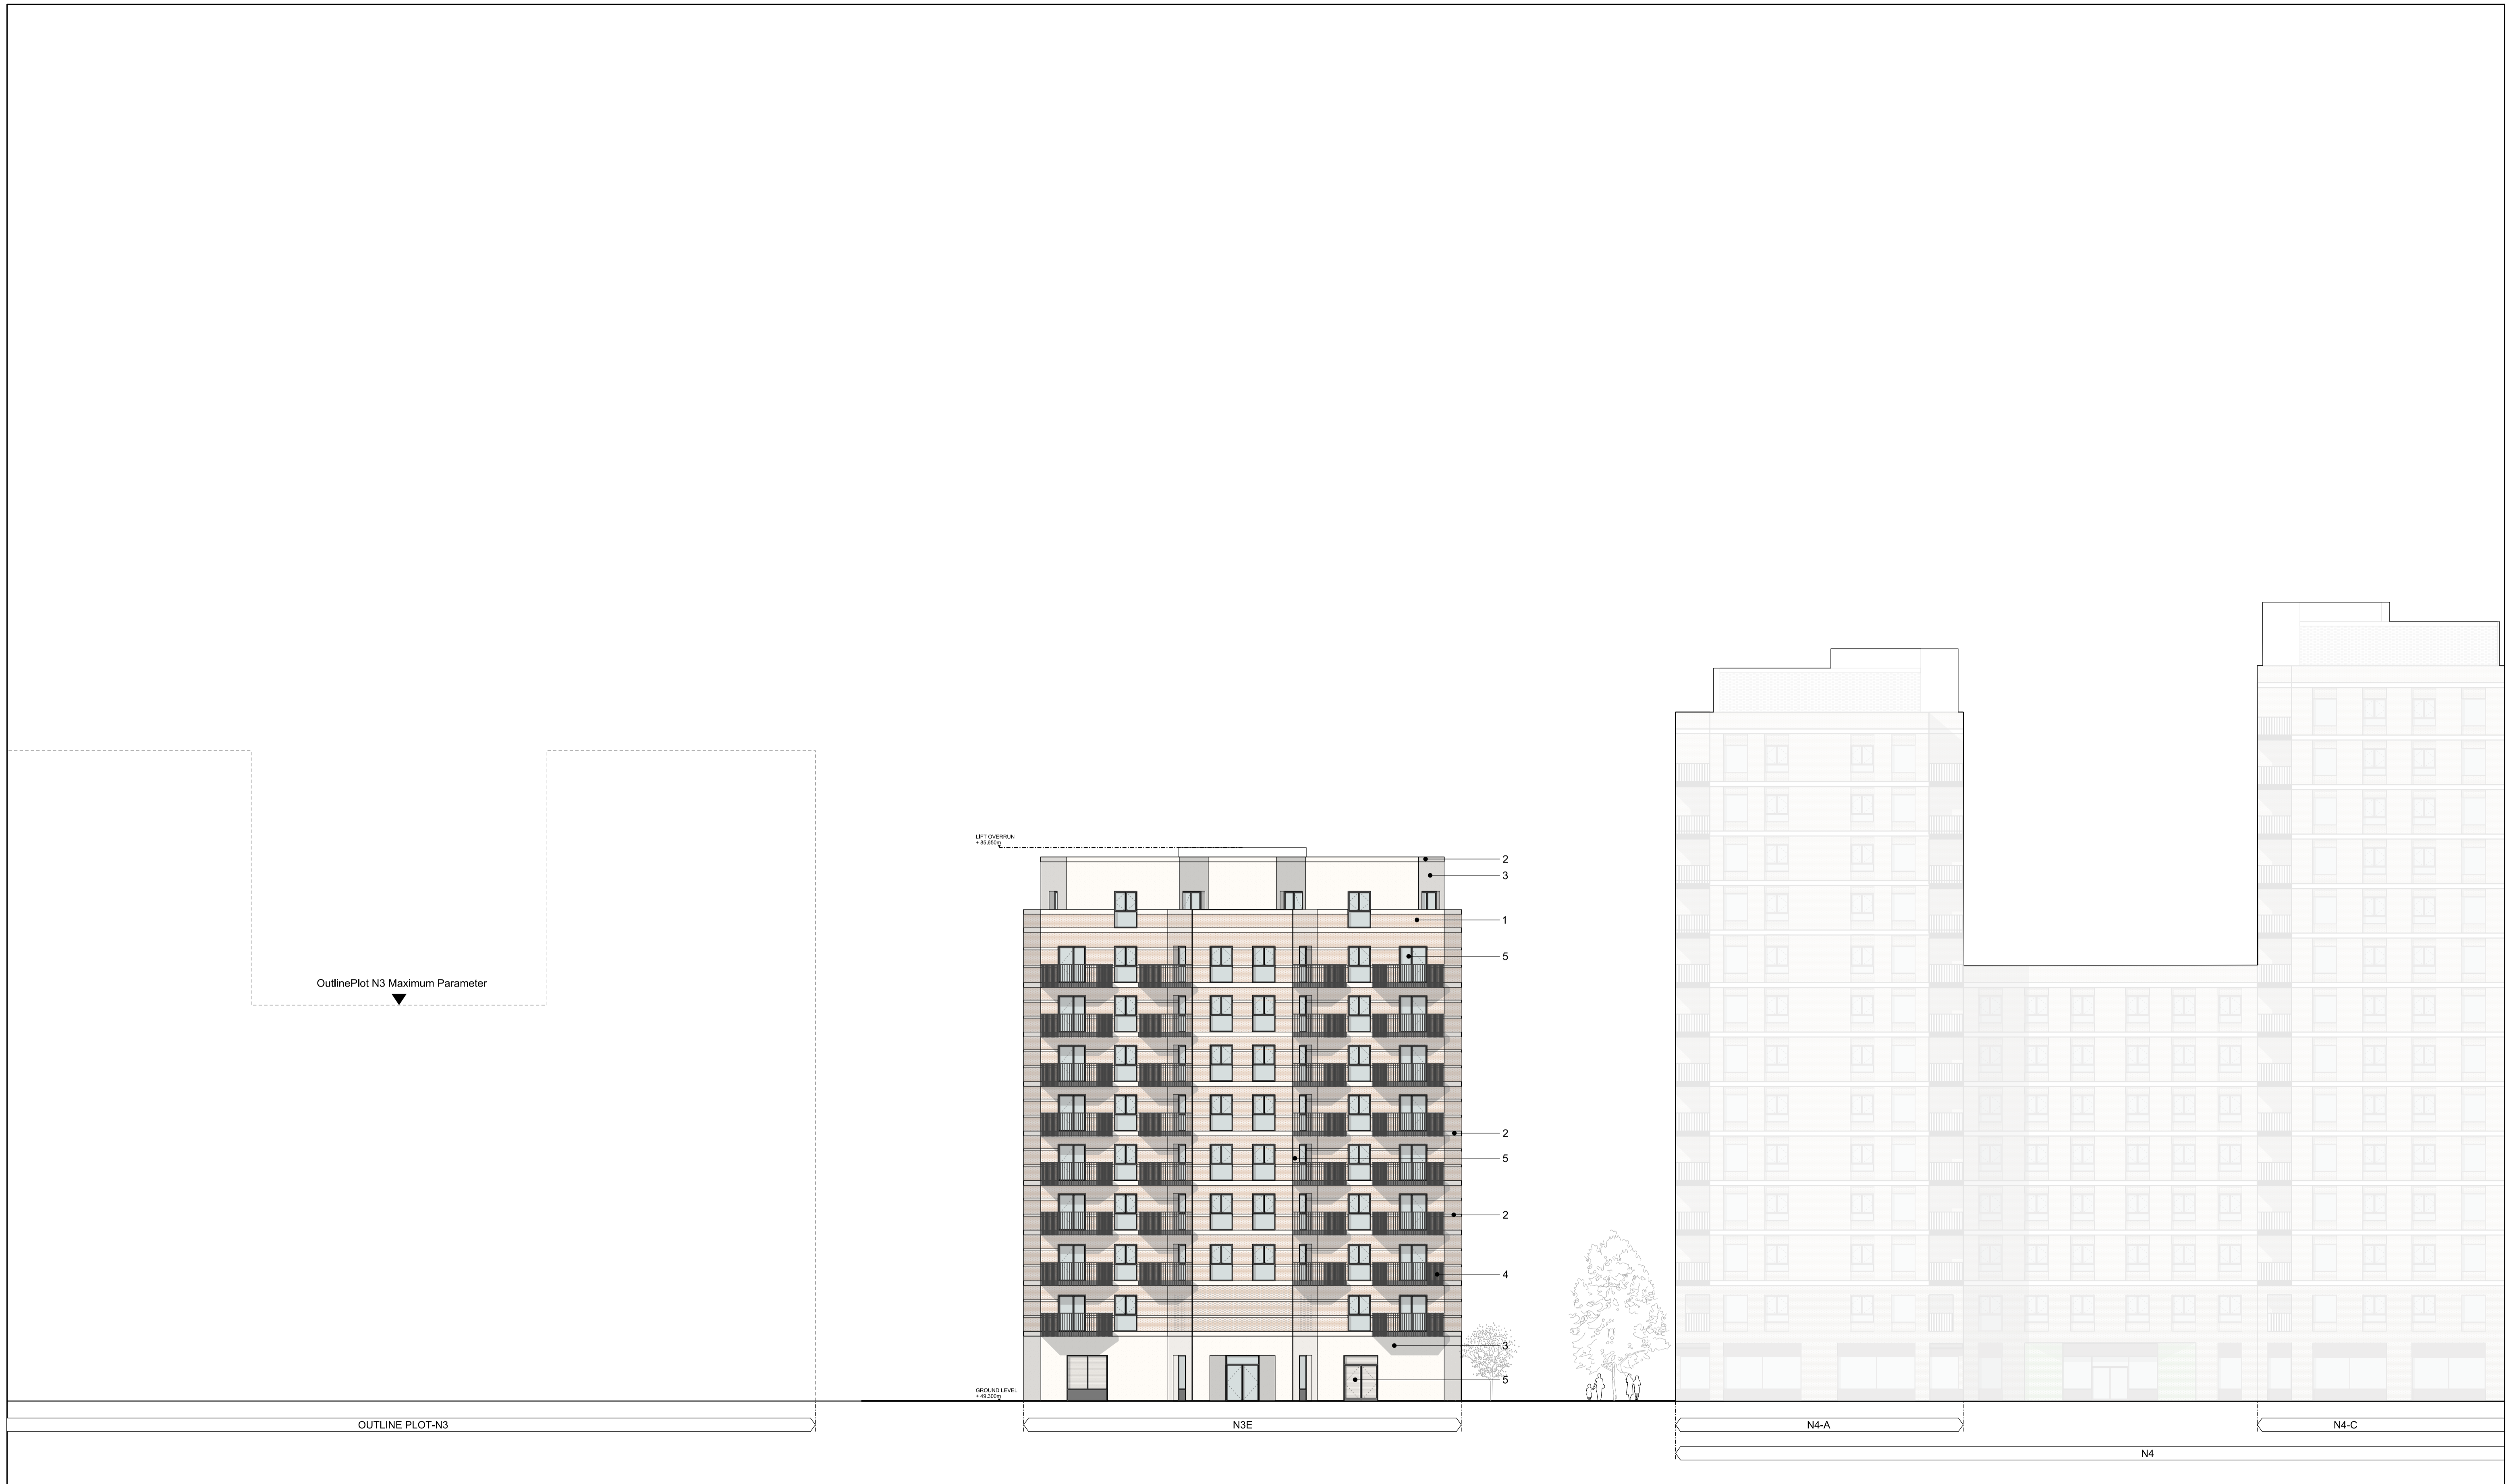 LIFT OVERRUN
+ 85,650m
2
3
1
5
OutlinePlot N3 Maximum Parameter
2
5
2
4
3
5
GROUND LEVEL
+ 49,300m
OUTLINE PLOT-N3
N3E
N4-A
N4-C
N4